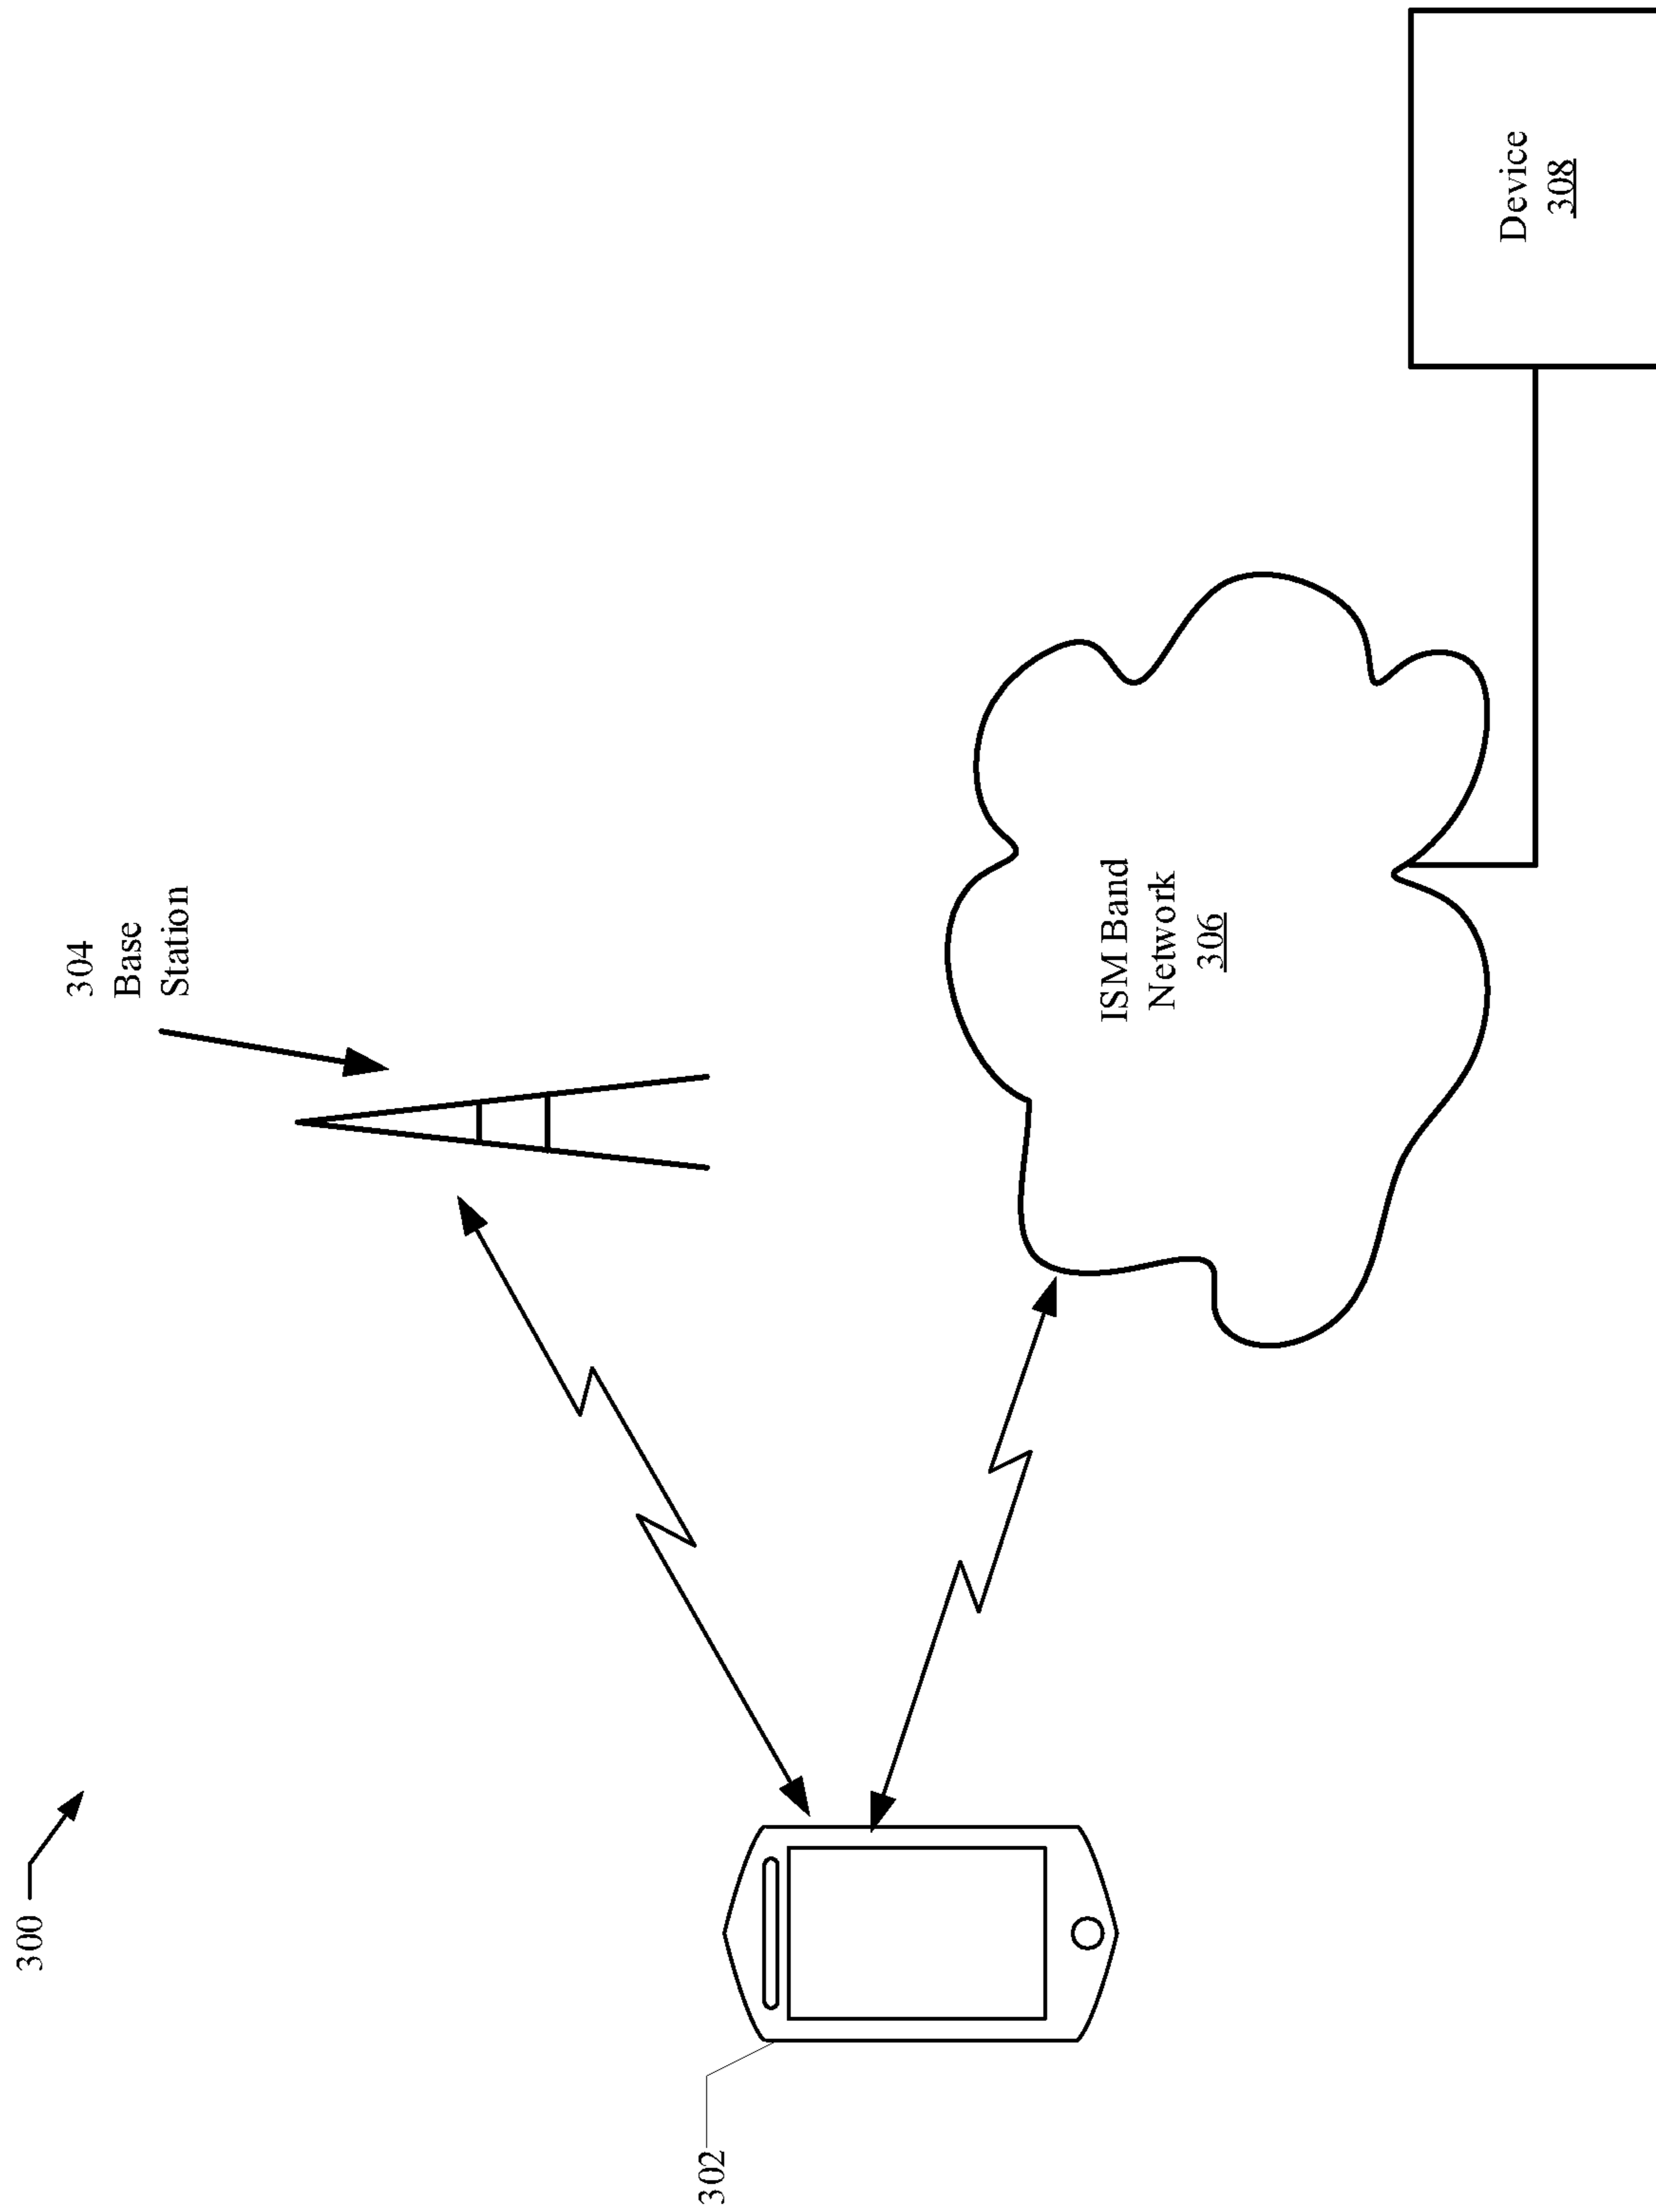 300
304
Base
Station
302
ISM Band
Network
306
Device
308